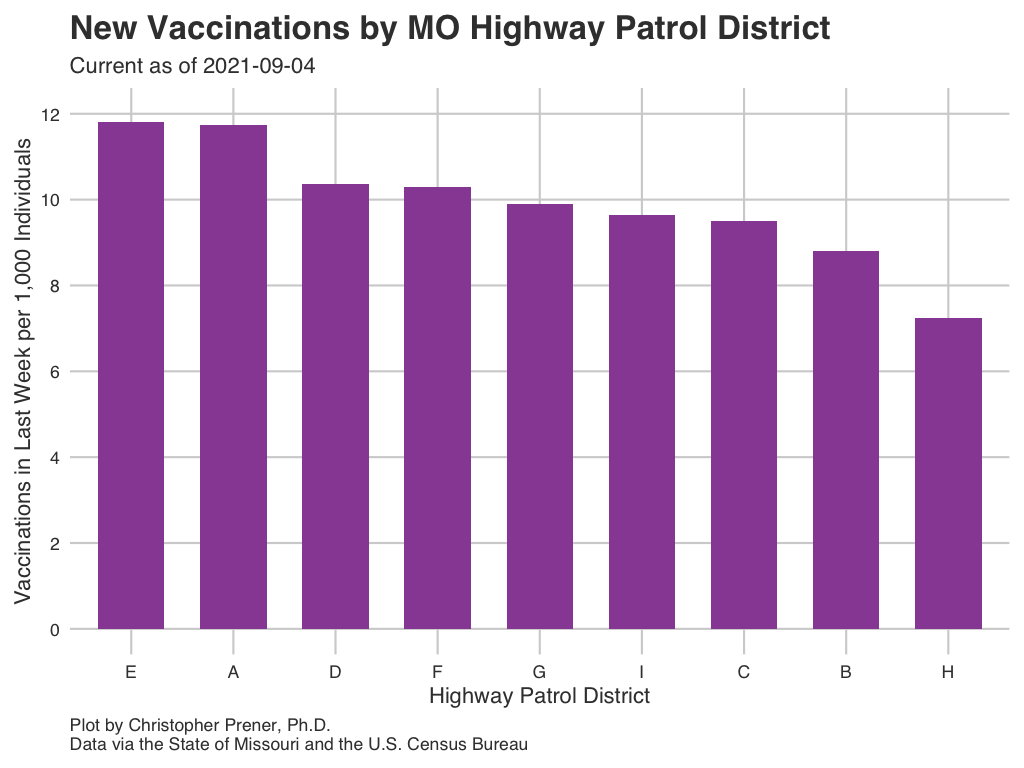 New Vaccinations by MO Highway Patrol District
Current as of 2021-09-04
Vaccinations in Last Week per 1,000 Individuals
12
10
8
6
4
2
0
E A D F G I C B H
Highway Patrol District
Plot by Christopher Prener, Ph.D.
Data via the State of Missouri and the U.S. Census Bureau